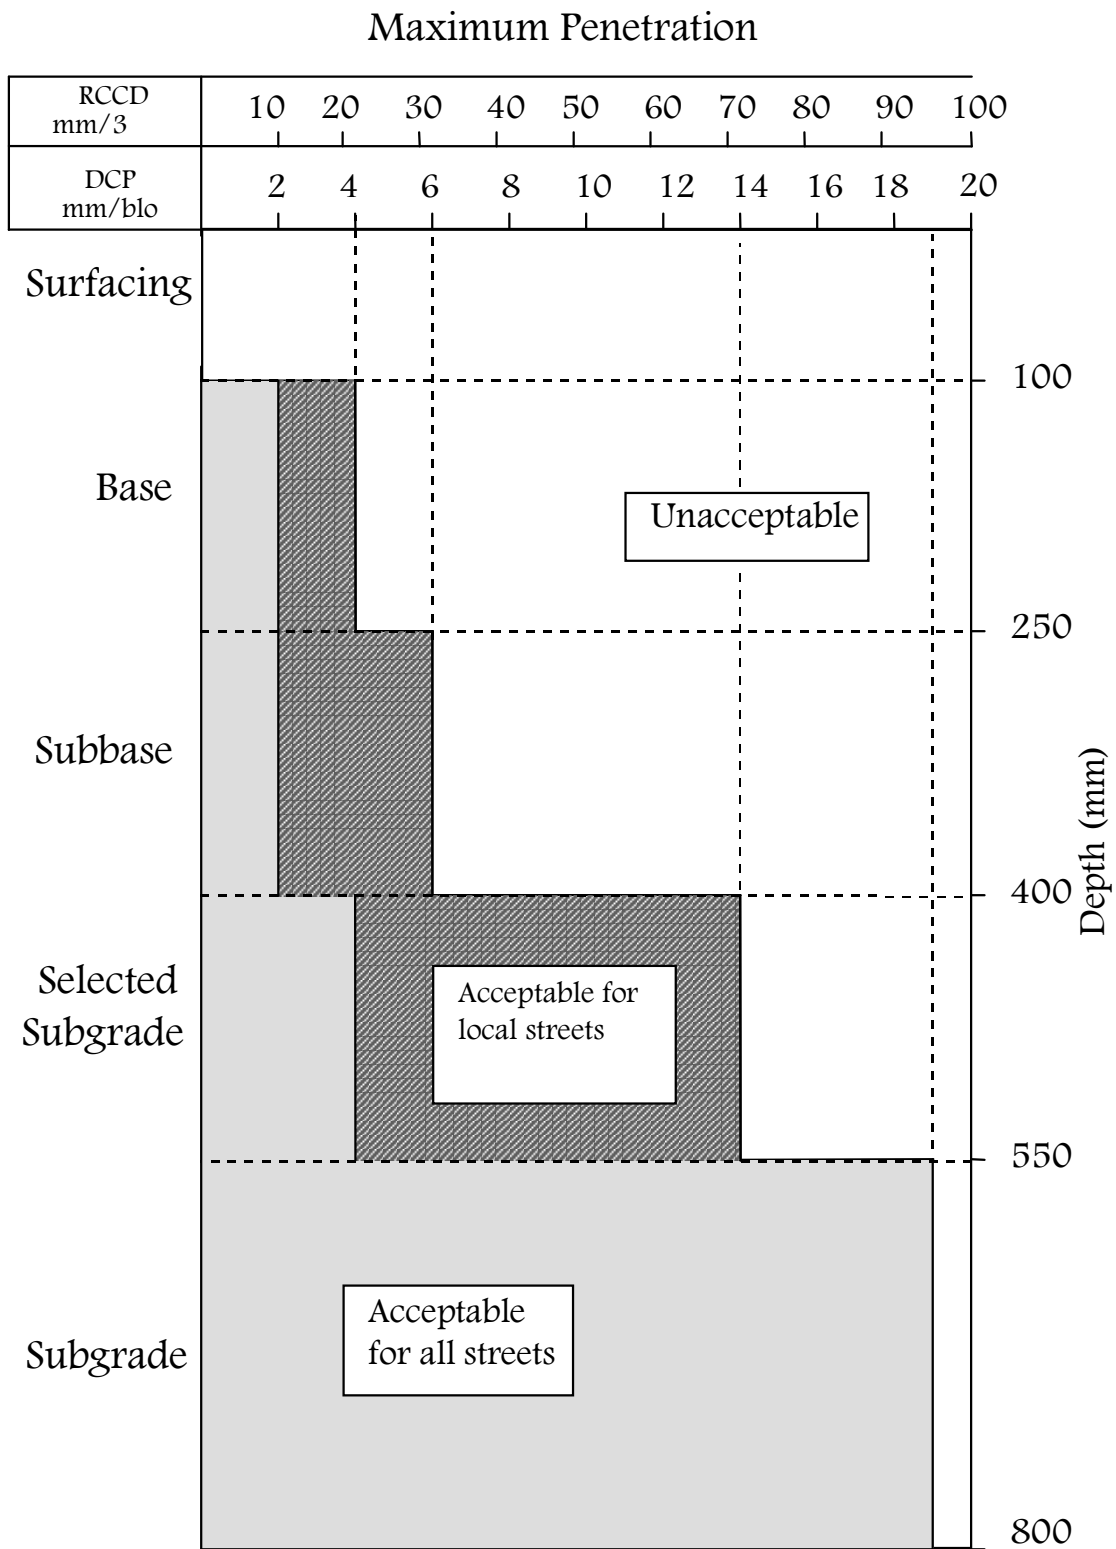 Maximum Penetration
RCCD
mm/3
10 20 30 40 50 60 70 80 90 100
DCP
mm/blo
2 4 6 8 10 12 14 16 18 20
Surfacing
100
Base
Unacceptable
250
Subbase
Depth (mm)
400
Selected
Subgrade
Acceptable for
local streets
550
Acceptable
for all streets
Subgrade
800